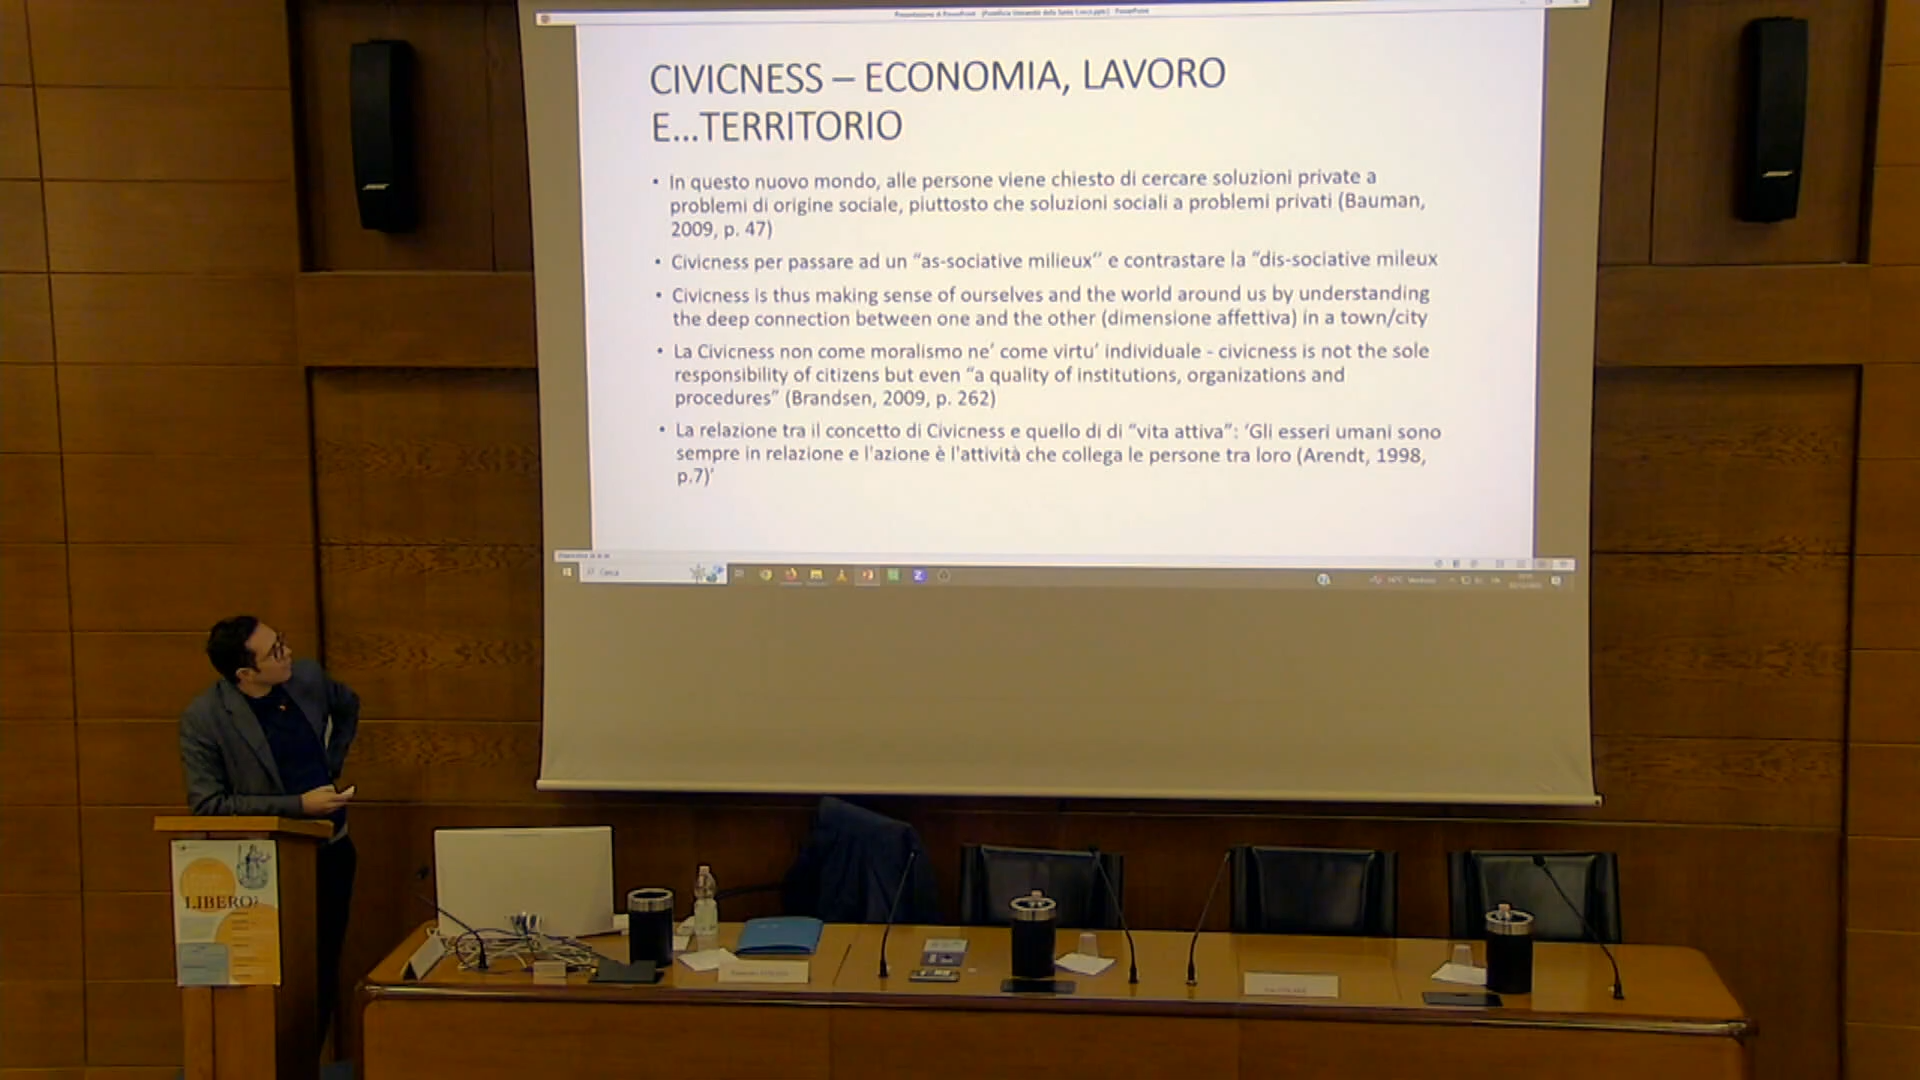 CIVICNESS – ECONOMIA, LAVORO
E...TERRITORIO
• In questo nuovo mondo, alle persone viene chiesto di cercare soluzioni private a
problemi di origine sociale, piuttosto che soluzioni sociali a problemi privati (Bauman,
2009, p. 47)
• Civicness per passare ad un “as-sociative milieux” e contrastare la “dis-sociative mileux
• Civicness is thus making sense of ourselves and the world around us by understanding
the deep connection between one and the other (dimensione affettiva) in a town/city
• La Civicness non come moralismo ne’ come virtu’ individuale - civicness is not the sole
responsibility of citizens but even “a quality of institutions, organizations and
procedures” (Brandsen, 2009, p. 262)
• La relazione tra il concetto di Civicness e quello di di “vita attiva”: ‘Gli esseri umani sono
sempre in relazione e l'azione è l'attività che collega le persone tra loro (Arendt, 1998,
p.7)’
Cerca
LIBERO?